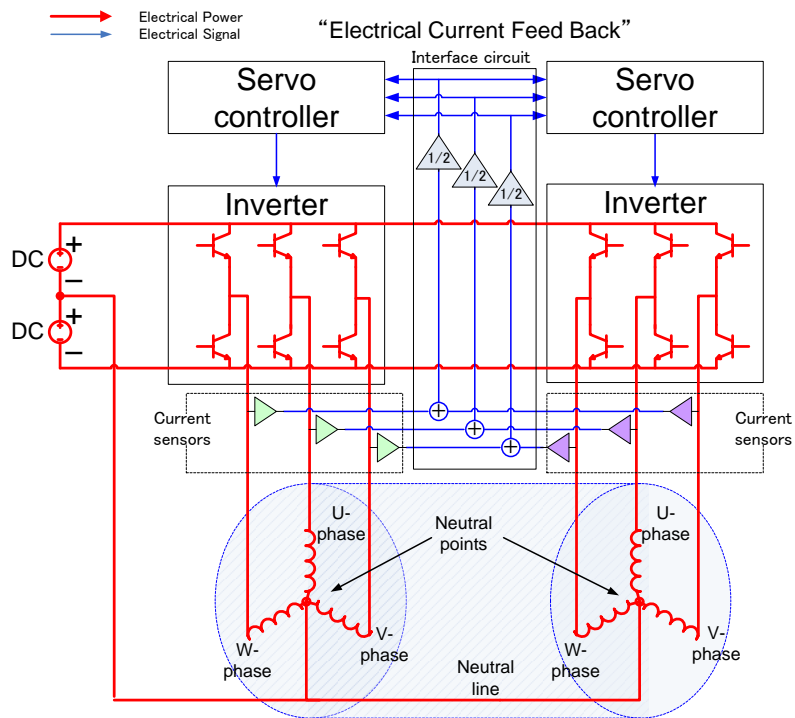 Electrical Power
Electrical Signal
“Electrical Current Feed Back”
Interface circuit
Servo
controller
Servo
controller
1/2
1/2
1/2
Inverter
Inverter
DC
+
−
DC
+
−
Current
sensors
+
+
+
Current
sensors
U-
phase
Neutral
points
U-
phase
W-
phase
V-
phase
W-
phase
V-
phase
Neutral
line